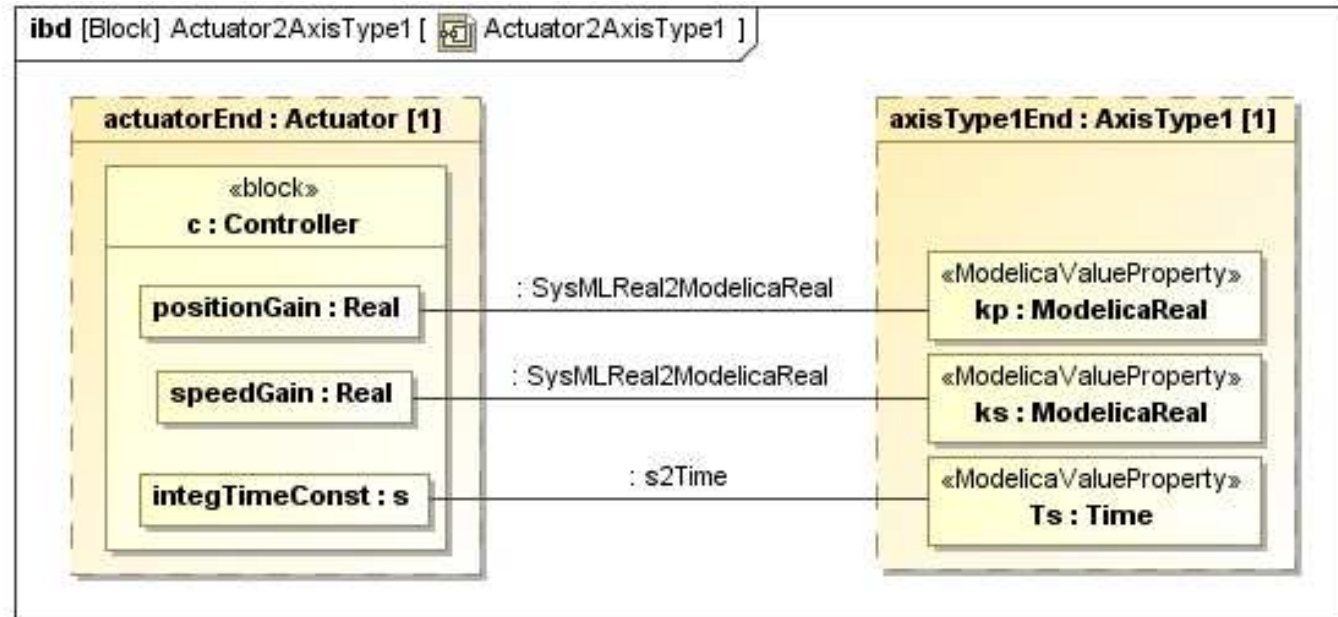 ibd [Block] Actuator2AxisType1 [ Actuator2AxisType1 ]
actuatorEnd : Actuator [1]
«block»
c : Controller
positionGain : Real
speedGain : Real
integTimeConst : s
: SysMLReal2ModelicaReal
: SysMLReal2ModelicaReal
: s2Time
axisType1End : AxisType1 [1]
«ModelicaValueProperty»
kp : ModelicaReal
«ModelicaValueProperty»
ks : ModelicaReal
«ModelicaValueProperty»
Ts : Time